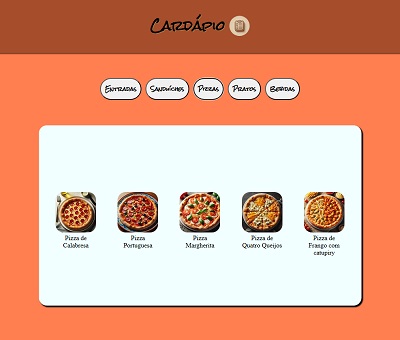 Cardápio
Entradas Sandwíches Pizzas Pratos Bebidas
Pizza de
Calabresa
Pizza
Portuguesa
Pizza
Margherita
Pizza de
Quatro Queijos
Pizza de
Frango com
catupiry